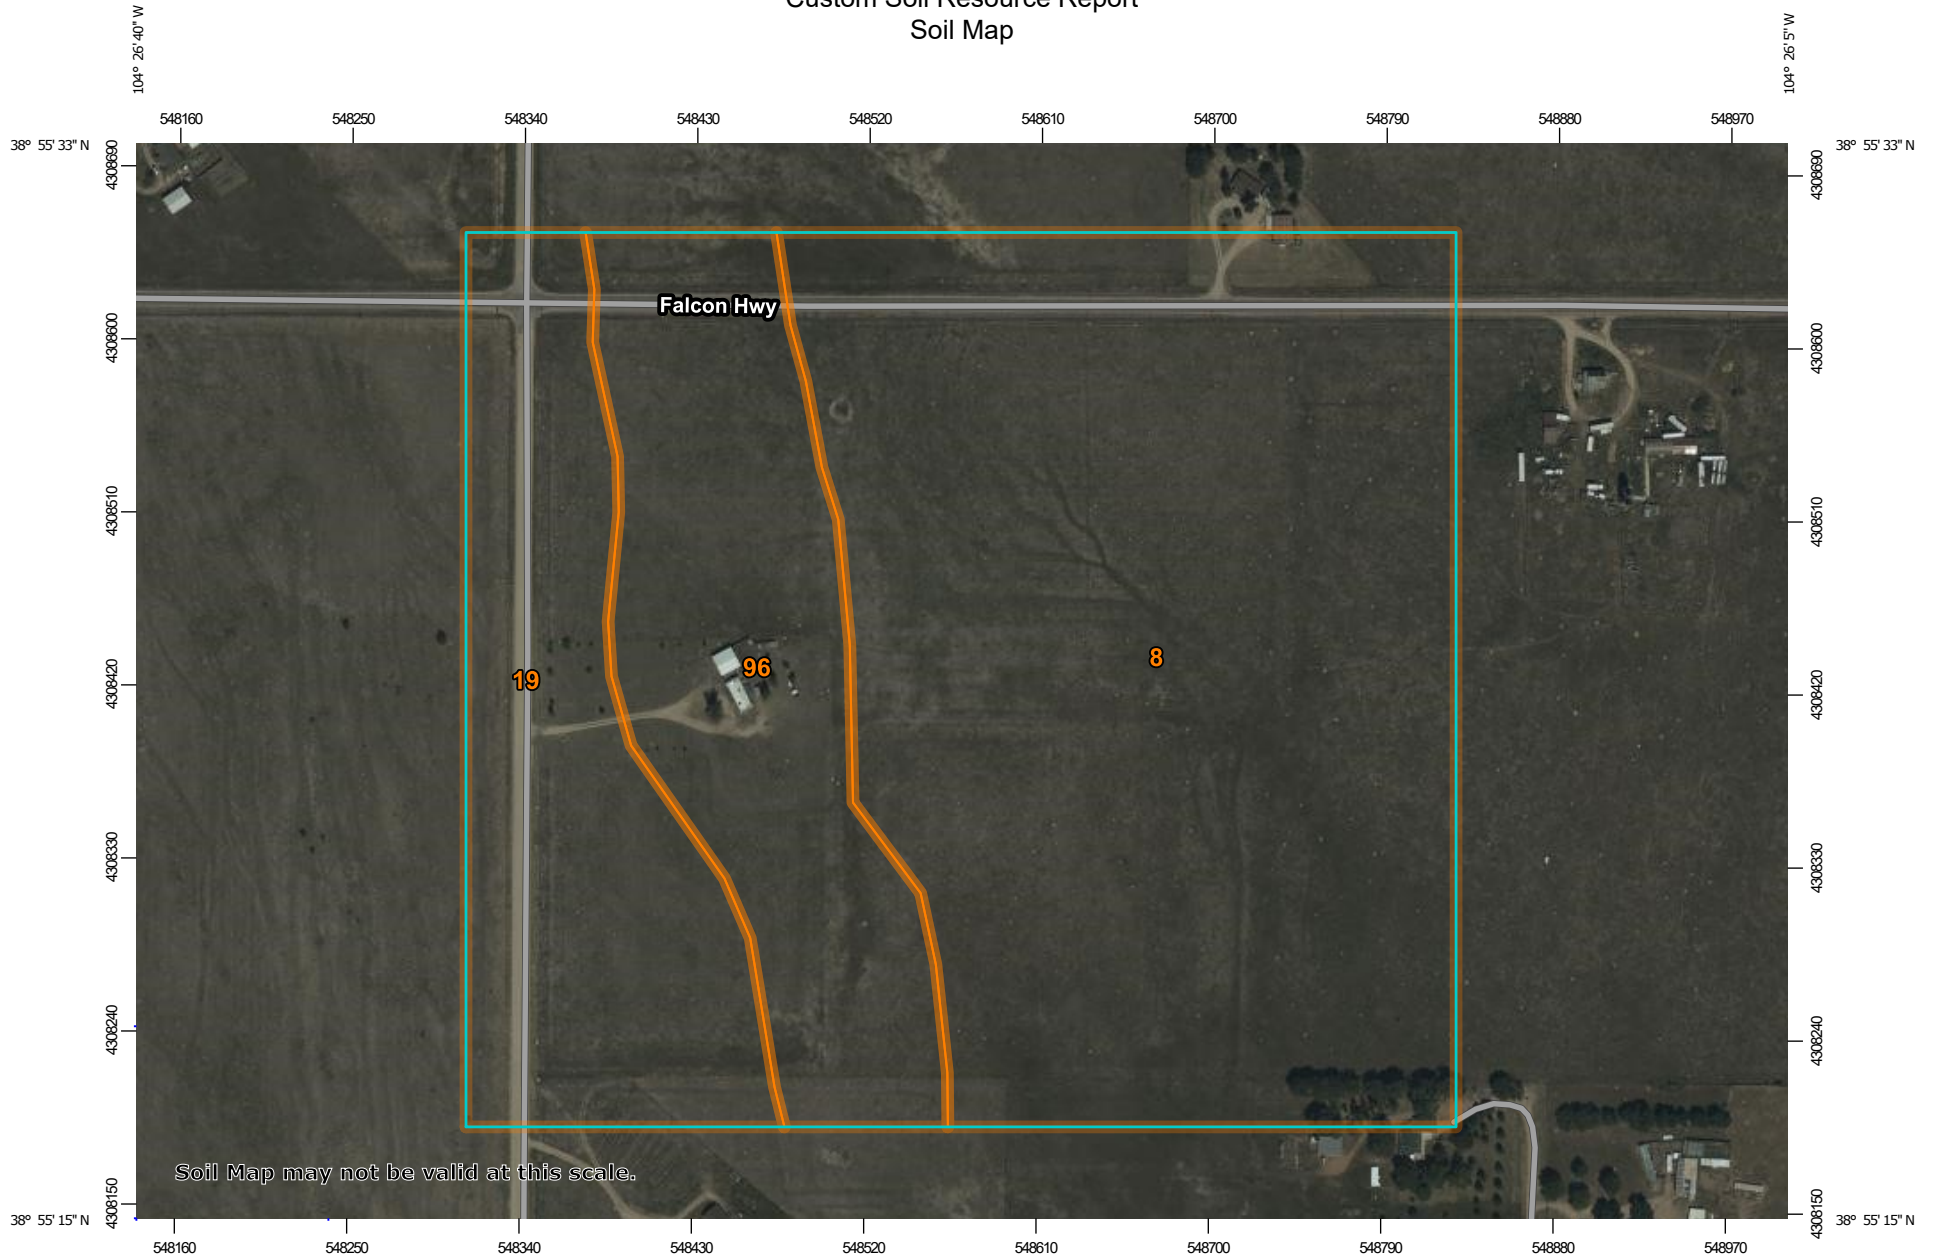 Custom Soil Resource Report
Soil Map
104° 26' 40" W
104° 26' 5" W
548160 548250 548340 548430 548520 548610 548700 548790 548880 548970
38° 55' 33" N
38° 55' 33" N
4308690
4308690
Falcon Hwy
4308600
4308600
4308510
4308510
19
96
8
4308420
4308420
4308330
4308330
4308240
4308240
Soil Map may not be valid at this scale.
4308150
4308150
38° 55' 15" N
38° 55' 15" N
548160 548250 548340 548430 548520 548610 548700 548790 548880 548970